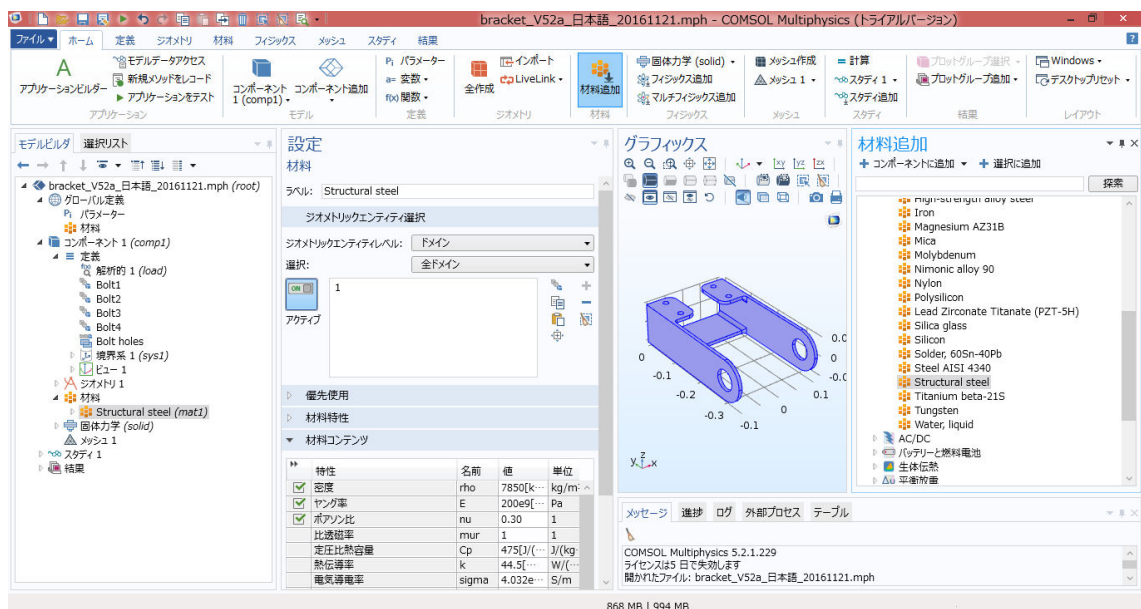 bracket_V52a_日本語_20161121.mph - COMSOL Multiphysics (トライアルバージョン)
ファイル ホーム 定義 ジオメトリ 材料 フィジックス メッシュ スタディ 結果
アプリケーションビルダー
モデルデータアクセス
新規メソッドをレコード
アプリケーションをテスト
アプリケーション
コンポーネント
1 (comp1)
コンポーネント追加
モデル
Pi パラメーター
a= 変数
f(x) 関数
定義
全作成
インポート
LiveLink
ジオメトリ
材料追加
材料
固体力学 (solid)
フィジックス追加
マルチフィジックス追加
フィジックス
メッシュ作成
メッシュ 1
メッシュ
= 計算
スタディ 1
スタディ追加
スタディ
プロットグループ選択
プロットグループ追加
結果
Windows
デスクトップリセット
レイアウト
モデルビルダ 選択リスト
bracket_V52a_日本語_20161121.mph (root)
グローバル定義
Pi パラメーター
材料
コンポーネント 1 (comp1)
定義
解析的 1 (load)
Bolt1
Bolt2
Bolt3
Bolt4
Bolt holes
境界系 1 (sys1)
ビュー 1
ジオメトリ 1
材料
Structural steel (mat1)
固体力学 (solid)
メッシュ 1
スタディ 1
結果
設定
材料
ラベル: Structural steel
ジオメトリックエンティティ選択
ジオメトリックエンティティレベル: ドメイン
選択: 全ドメイン
ON
アクティブ
1
優先使用
材料特性
材料コンテンツ
特性 名前 値 単位
密度 rho 7850[k… kg/m
ヤング率 E 200e9[… Pa
ポアソン比 nu 0.30 1
比透磁率 mur 1 1
定圧比熱容量 Cp 475[J/(… J/(kg·
熱伝導率 k 44.5[… W/(…
電気導電率 sigma 4.032e… S/m
グラフィックス
xy yz zx
0
-0.1
-0.2
-0.3
-0.1
0
0.1
0.0
0
-0.0
y z x
メッセージ 進捗 ログ 外部プロセス テーブル
COMSOL Multiphysics 5.2.1.229
ライセンスは5 日で失効します
開かれたファイル: bracket_V52a_日本語_20161121.mph
材料追加
コンポーネントに追加 選択に追加
探索
High-strength alloy steel
Iron
Magnesium AZ31B
Mica
Molybdenum
Nimonic alloy 90
Nylon
Polysilicon
Lead Zirconate Titanate (PZT-5H)
Silica glass
Silicon
Solder, 60Sn-40Pb
Steel AISI 4340
Structural steel
Titanium beta-21S
Tungsten
Water, liquid
AC/DC
バッテリーと燃料電池
生体伝熱
平衡放電
868 MB | 994 MB